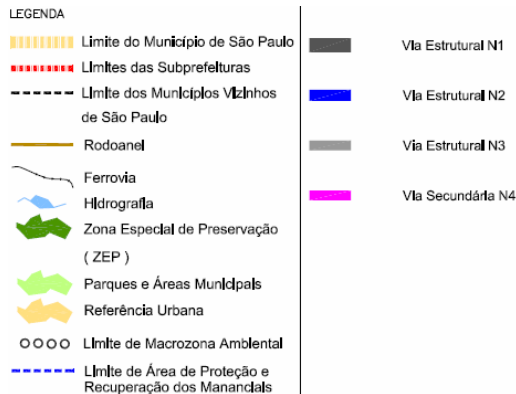 LEGENDA
Limite do Município de São Paulo
Limites das Subprefeituras
Limite dos Municípios Vizinhos
de São Paulo
Rodoanel
Ferrovia
Hidrografia
Zona Especial de Preservação
( ZEP )
Parques e Áreas Municipais
Referência Urbana
Limite de Macrozona Ambiental
Limite de Área de Proteção e
Recuperação dos Mananciais
Via Estrutural N1
Via Estrutural N2
Via Estrutural N3
Via Secundária N4